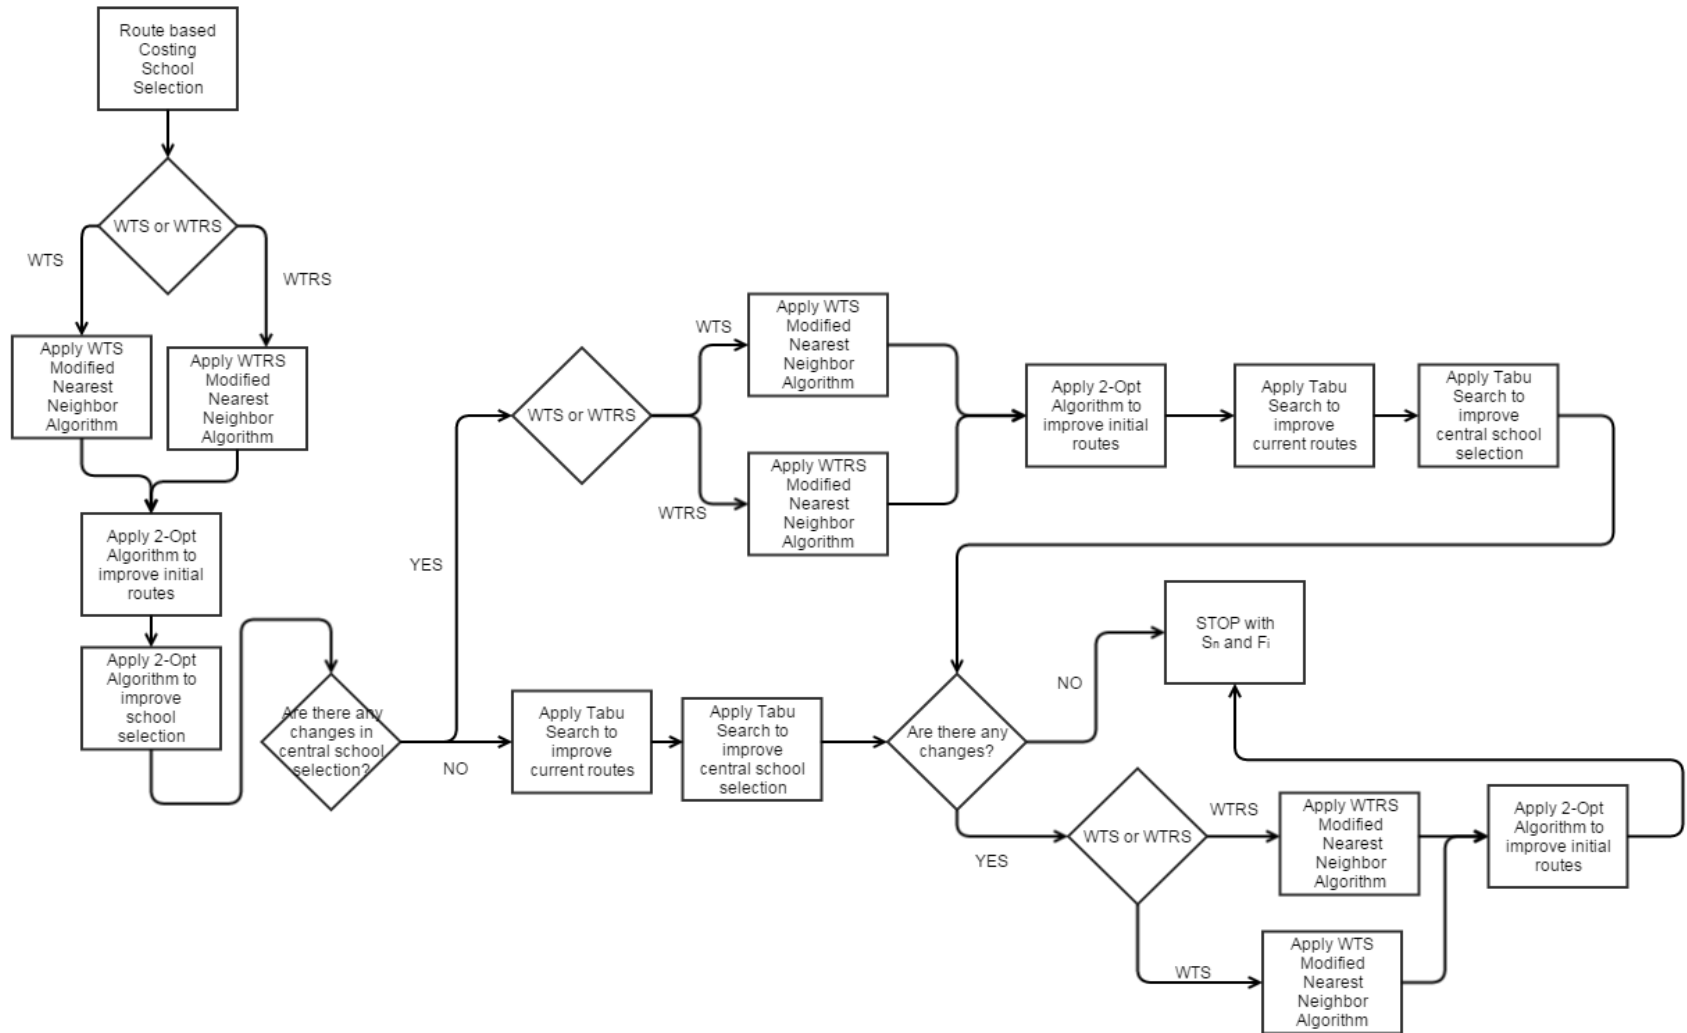 Route based
Costing
School
Selection
WTS or WTRS
WTS
WTRS
Apply WTS
Modified
Nearest
Neighbor
Algorithm
Apply WTRS
Modified
Nearest
Neighbor
Algorithm
Apply 2-Opt
Algorithm to
improve initial
routes
Apply 2-Opt
Algorithm to
improve
school
selection
Are there any
changes in
central school
selection?
YES
NO
WTS or WTRS
WTS
WTRS
Apply WTS
Modified
Nearest
Neighbor
Algorithm
Apply WTRS
Modified
Nearest
Neighbor
Algorithm
Apply 2-Opt
Algorithm to
improve initial
routes
Apply Tabu
Search to
improve
current routes
Apply Tabu
Search to
improve
central school
selection
Apply Tabu
Search to
improve
current routes
Apply Tabu
Search to
improve
central school
selection
Are there any
changes?
NO
STOP with
Sn and Fi
YES
WTS or WTRS
WTRS
Apply WTRS
Modified
Nearest
Neighbor
Algorithm
WTS
Apply WTS
Modified
Nearest
Neighbor
Algorithm
Apply 2-Opt
Algorithm to
improve initial
routes